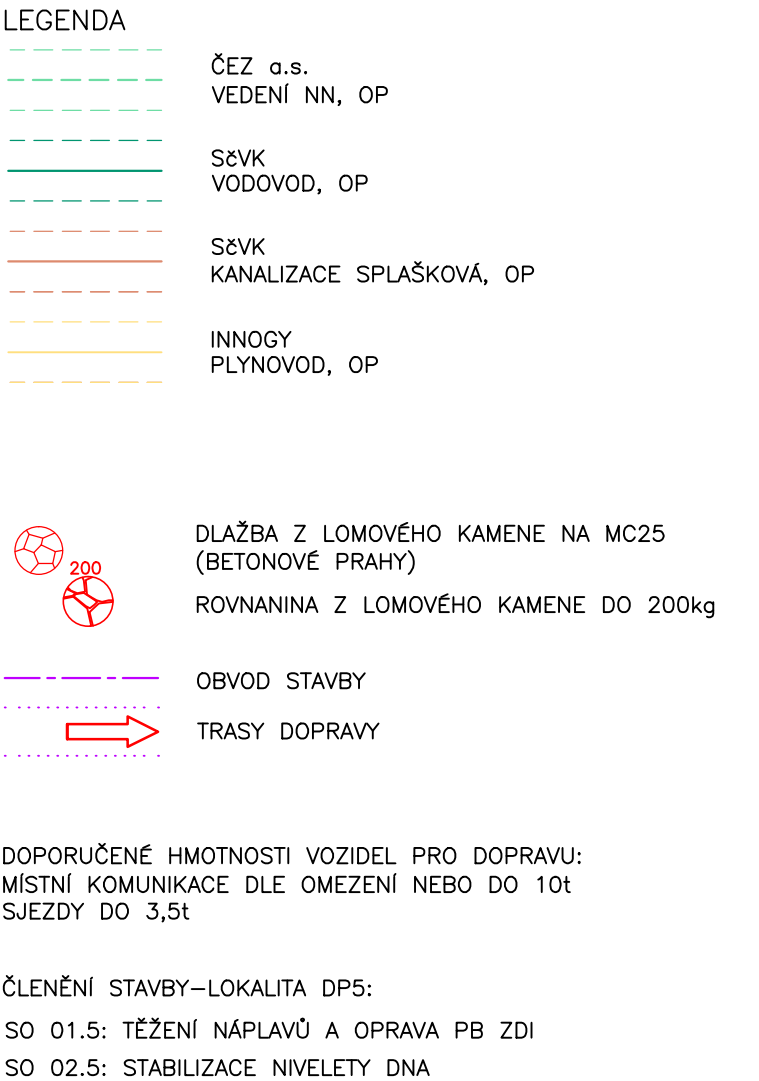 LEGENDA
ČEZ a.s.
VEDENÍ NN, OP
SčVK
VODOVOD, OP
SčVK
KANALIZACE SPLAŠKOVÁ, OP
INNOGY
PLYNOVOD, OP
DLAŽBA Z LOMOVÉHO KAMENE NA MC25
(BETONOVÉ PRAHY)
200
ROVNANINA Z LOMOVÉHO KAMENE DO 200kg
OBVOD STAVBY
TRASY DOPRAVY
DOPORUČENÉ HMOTNOSTI VOZIDEL PRO DOPRAVU:
MÍSTNÍ KOMUNIKACE DLE OMEZENÍ NEBO DO 10t
SJEZDY DO 3,5t
ČLENĚNÍ STAVBY–LOKALITA DP5:
SO 01.5: TĚŽENÍ NÁPLAVŮ A OPRAVA PB ZDI
SO 02.5: STABILIZACE NIVELETY DNA